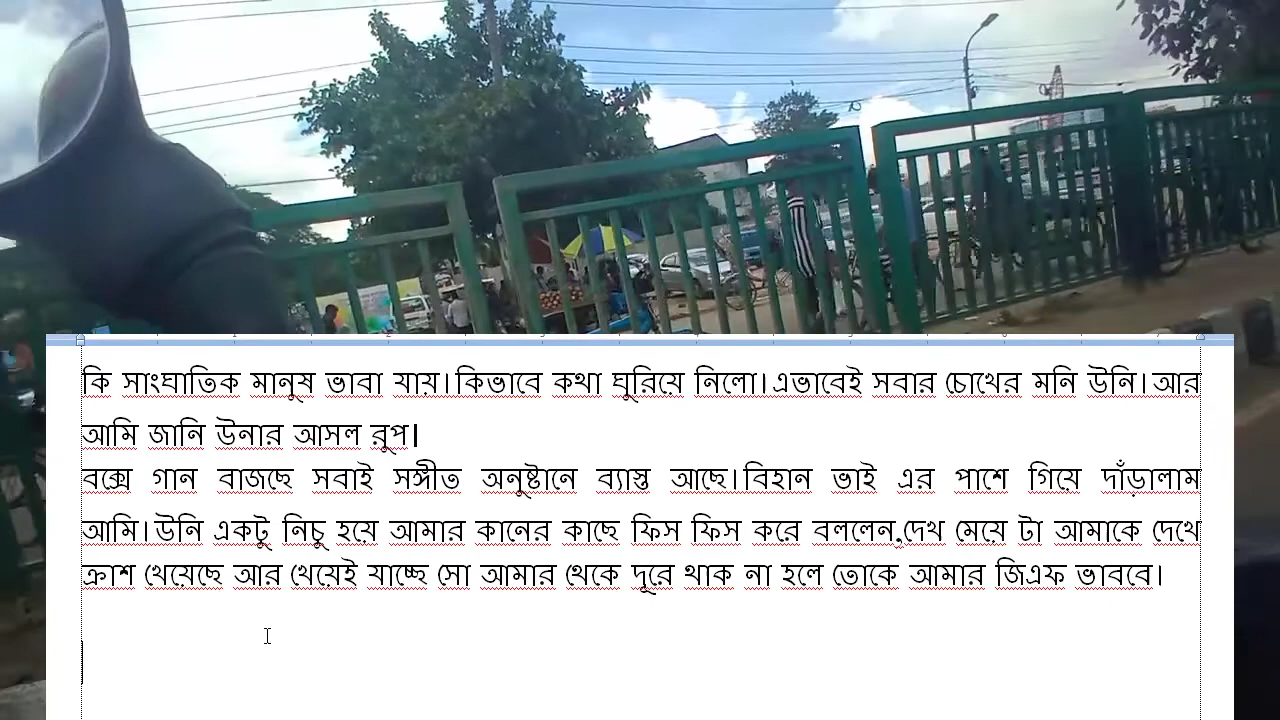 কি সাংঘাতিক মানুষ ভাবা যায়।কিভাবে কথা ঘুরিয়ে নিলো।এভাবেই সবার চোখের মনি উনি।আর
আমি জানি উনার আসল রুপ।
বক্সে গান বাজছে সবাই সঙ্গীত অনুষ্টানে ব্যাস্ত আছে।বিহান ভাই এর পাশে গিয়ে দাঁড়ালাম
আমি।উনি একটু নিচু হয়ে আমার কানের কাছে ফিস ফিস করে বললেন,দেখ মেয়ে টা আমাকে দেখে
ক্রাশ খেয়েছে আর খেয়েই যাচ্ছে সো আমার থেকে দূরে থাক না হলে তোকে আমার জিএফ ভাববে।